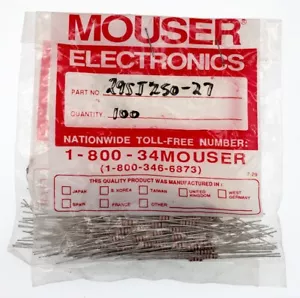 MOUSER
ELECTRONICS
PART NO. 29SJ250-27
QUANTITY. 100
NATIONWIDE TOLL-FREE NUMBER:
1-800-34MOUSER
(1-800-346-6873)
THIS QUALITY PRODUCT WAS MANUFACTURED IN:
JAPAN S. KOREA TAIWAN UNITED KINGDOM WEST GERMANY
SPAIN FRANCE OTHER